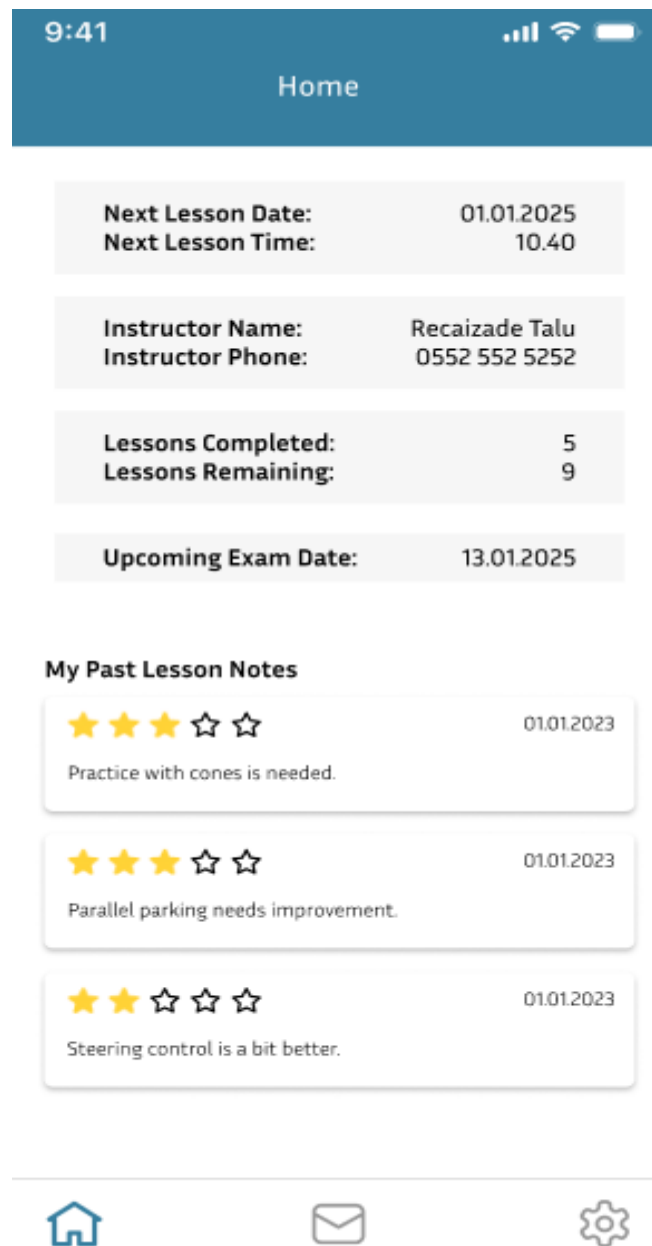 9:41
Home
Next Lesson Date: 01.01.2025
Next Lesson Time: 10.40
Instructor Name: Recaizade Talu
Instructor Phone: 0552 552 5252
Lessons Completed: 5
Lessons Remaining: 9
Upcoming Exam Date: 13.01.2025
My Past Lesson Notes
01.01.2023
Practice with cones is needed.
01.01.2023
Parallel parking needs improvement.
01.01.2023
Steering control is a bit better.